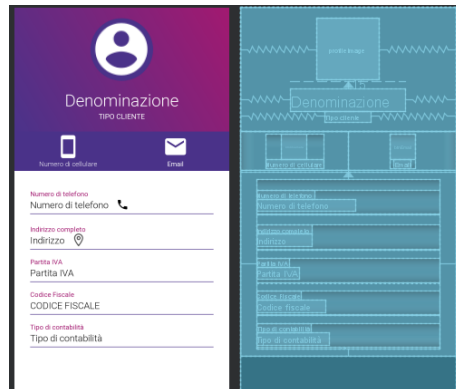 Denominazione
TIPO CLIENTE
Numero di cellulare
Email
Numero di telefono
Numero di telefono
Indirizzo completo
Indirizzo
Partita IVA
Partita IVA
Codice Fiscale
CODICE FISCALE
Tipo di contabilità
Tipo di contabilità
profile image
15
Denominazione
Tipo cliente
Numero di cellulare
Email
Numero di telefono
Numero di telefono
Indirizzo completo
Indirizzo
Partita IVA
Partita IVA
Codice Fiscale
Codice fiscale
Tipo di contabilità
Tipo di contabilità